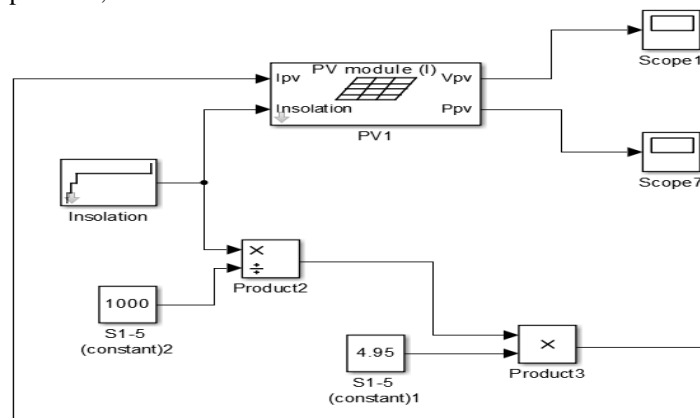 PV module (I)
Ipv
Vpv
Insolation
Ppv
PV1
Scope1
Scope7
Insolation
×
÷
Product2
1000
S1-5
(constant)2
4.95
S1-5
(constant)1
×
Product3